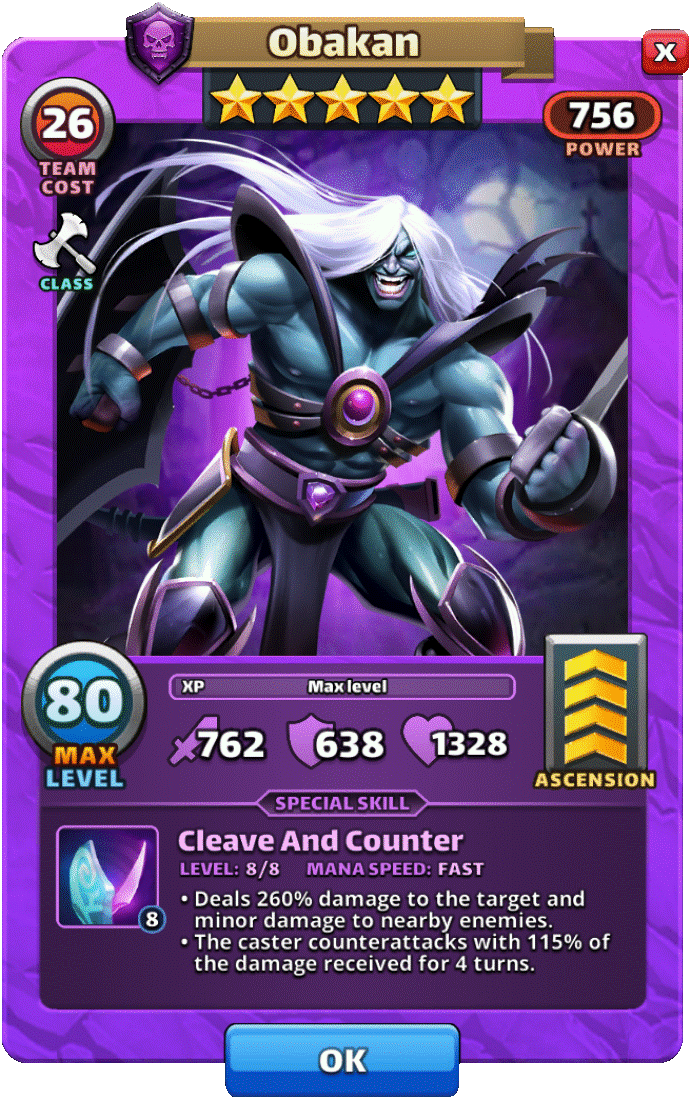 Obakan
X
26
TEAM
COST
756
POWER
CLASS
80
MAX
LEVEL
XP Max level
762 638 1328
ASCENSION
SPECIAL SKILL
Cleave And Counter
LEVEL: 8/8 MANA SPEED: FAST
8
• Deals 260% damage to the target and
minor damage to nearby enemies.
• The caster counterattacks with 115% of
the damage received for 4 turns.
OK